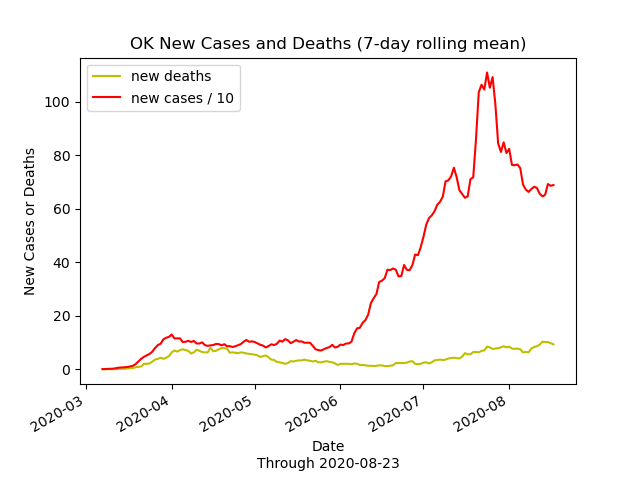 OK New Cases and Deaths (7-day rolling mean)
new deaths
new cases / 10
New Cases or Deaths
100
80
60
40
20
0
2020-03
2020-04
2020-05
2020-06
2020-07
2020-08
Date
Through 2020-08-23